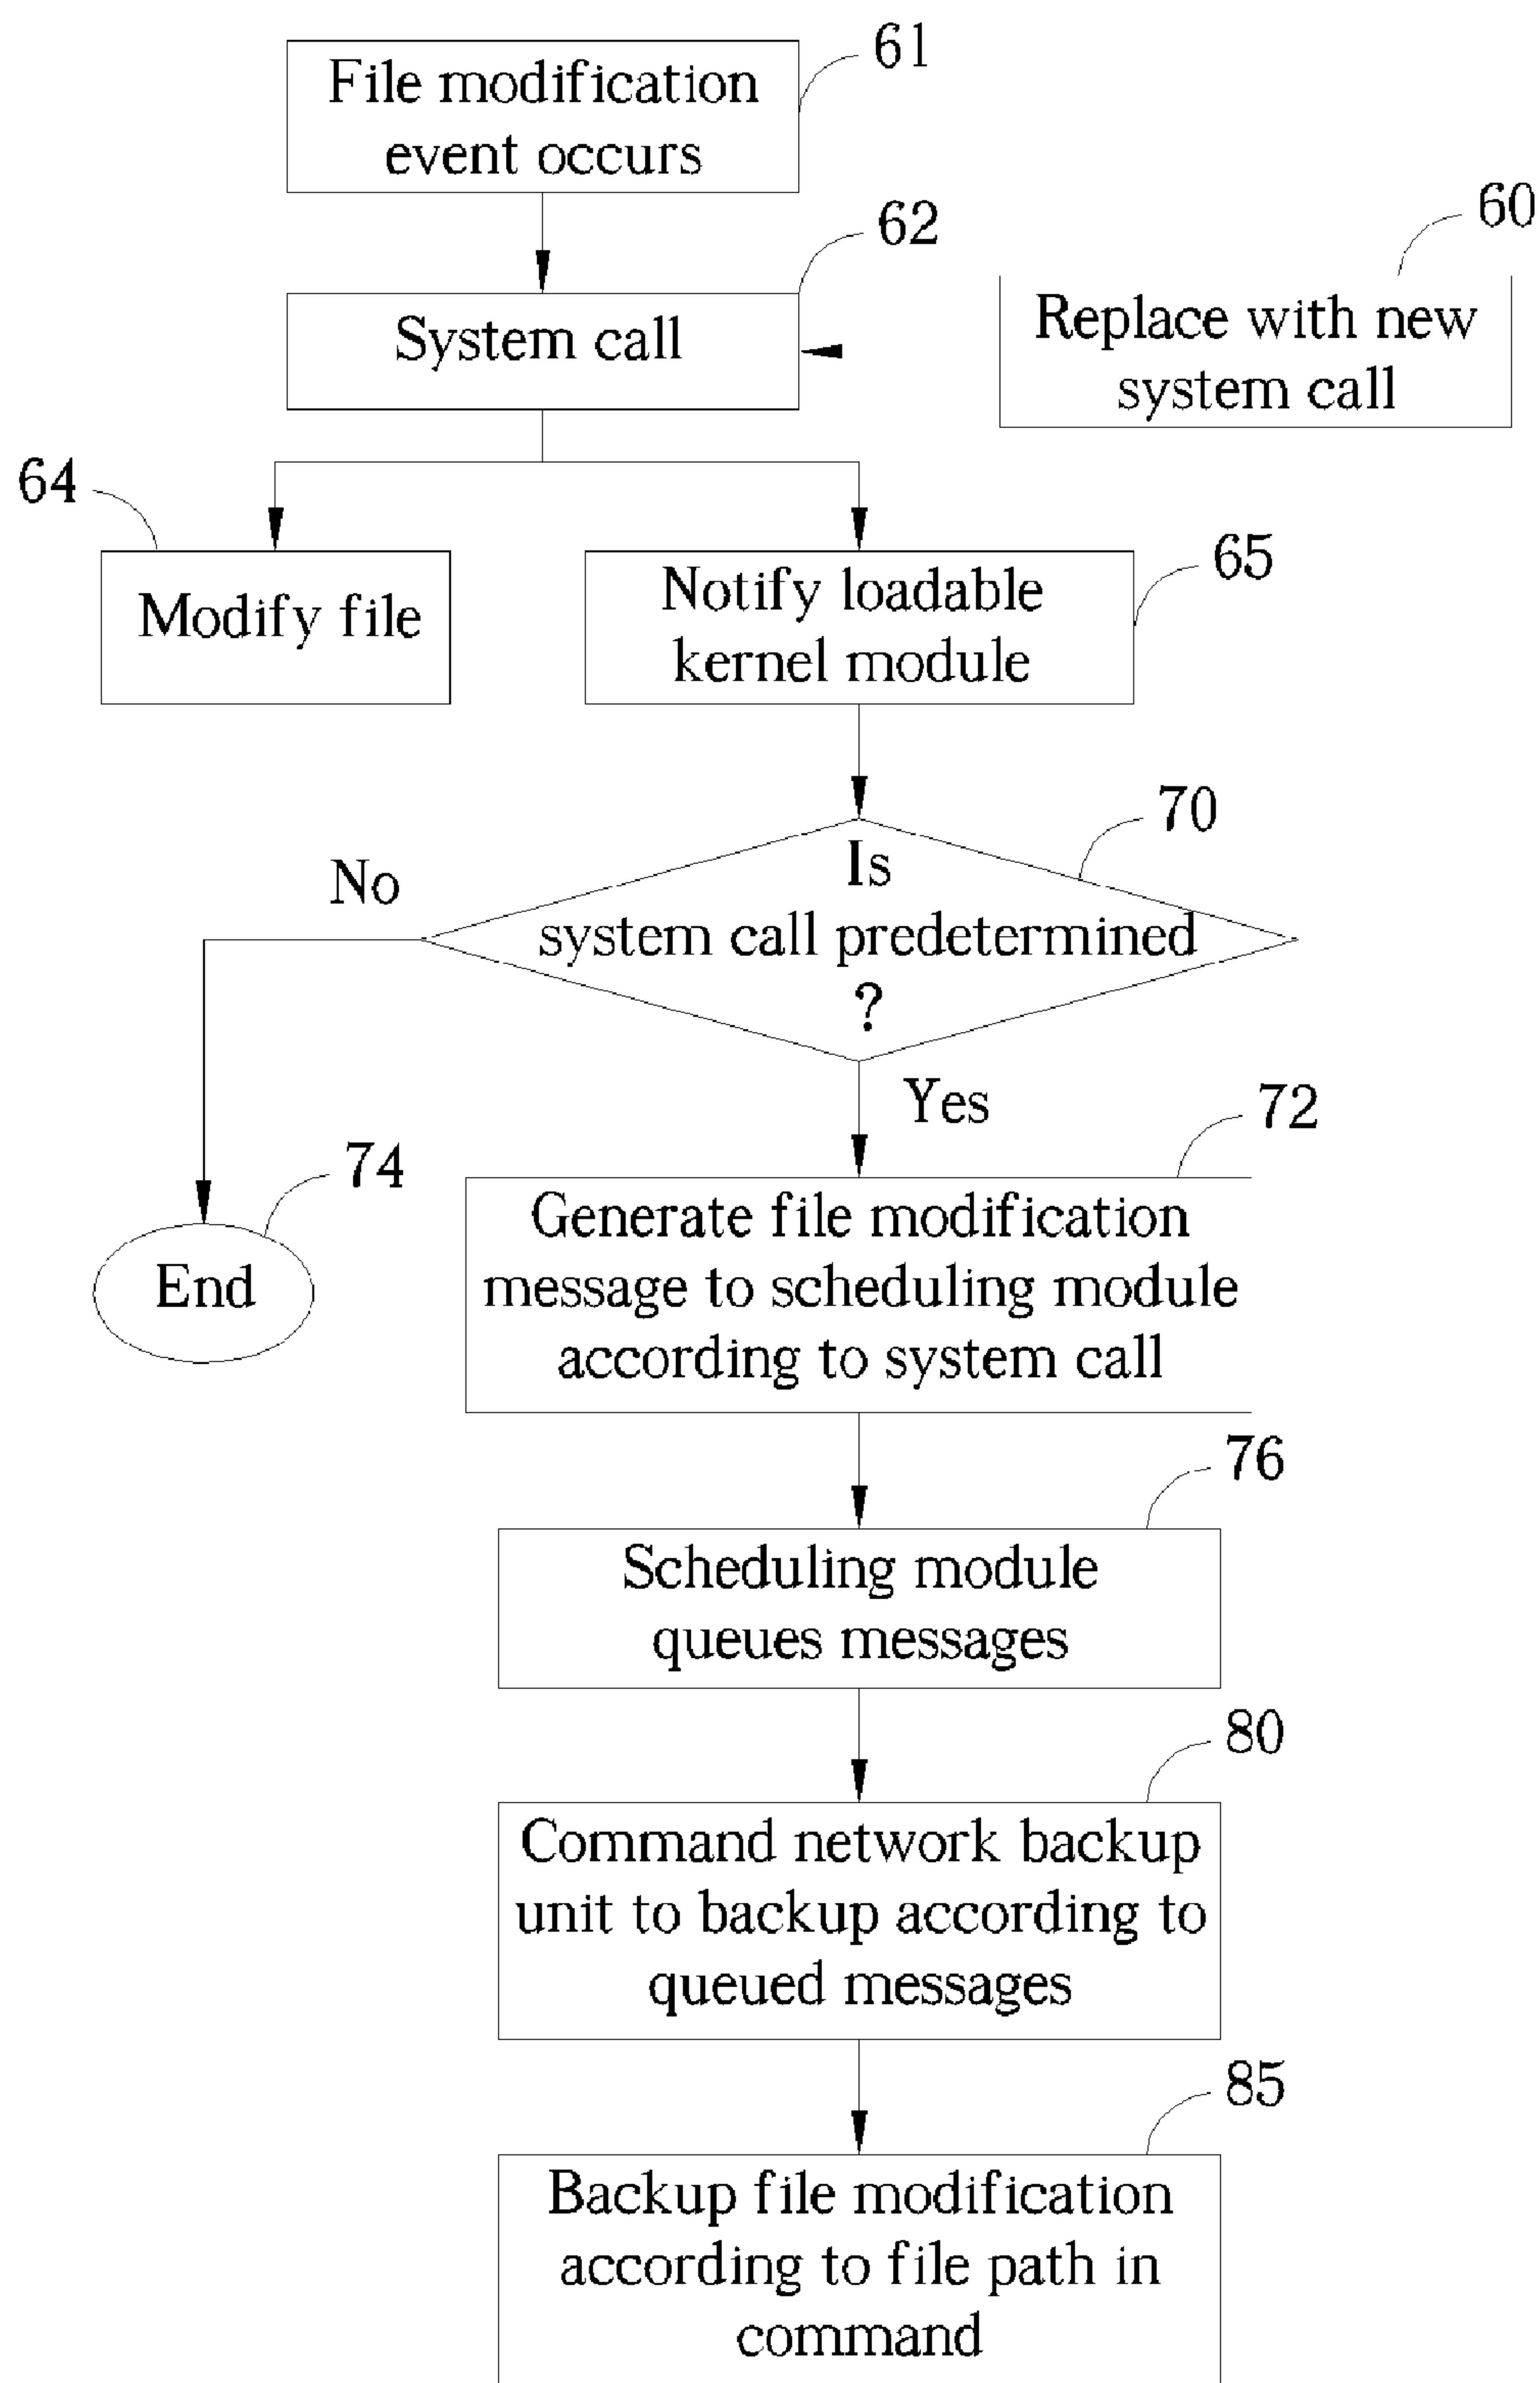 61
File modification
event occurs
62
60
System call
Replace with new
system call
64
65
Modify file
Notify loadable
kernel module
70
No
Is
system call predetermined
?
Yes
72
74
End
Generate file modification
message to scheduling module
according to system call
76
Scheduling module
queues messages
80
Command network backup
unit to backup according to
queued messages
85
Backup file modification
according to file path in
command